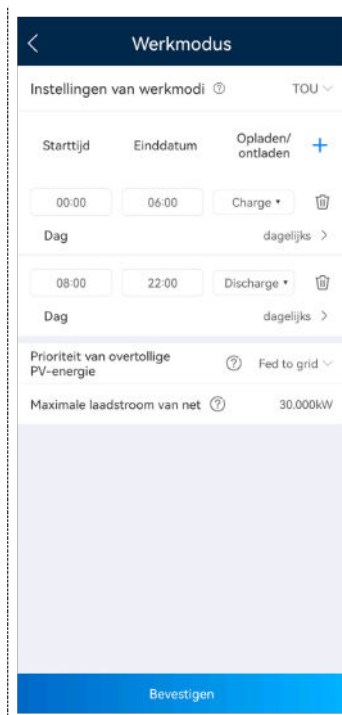 Werkmodus
Instellingen van werkmodi TOU
Starttijd Einddatum Opladen/
ontladen
00:00 06:00 Charge
Dag dagelijks
08:00 22:00 Discharge
Dag dagelijks
Prioriteit van overtollige
PV-energie Fed to grid
Maximale laadstroom van net 30.000kW
Bevestigen